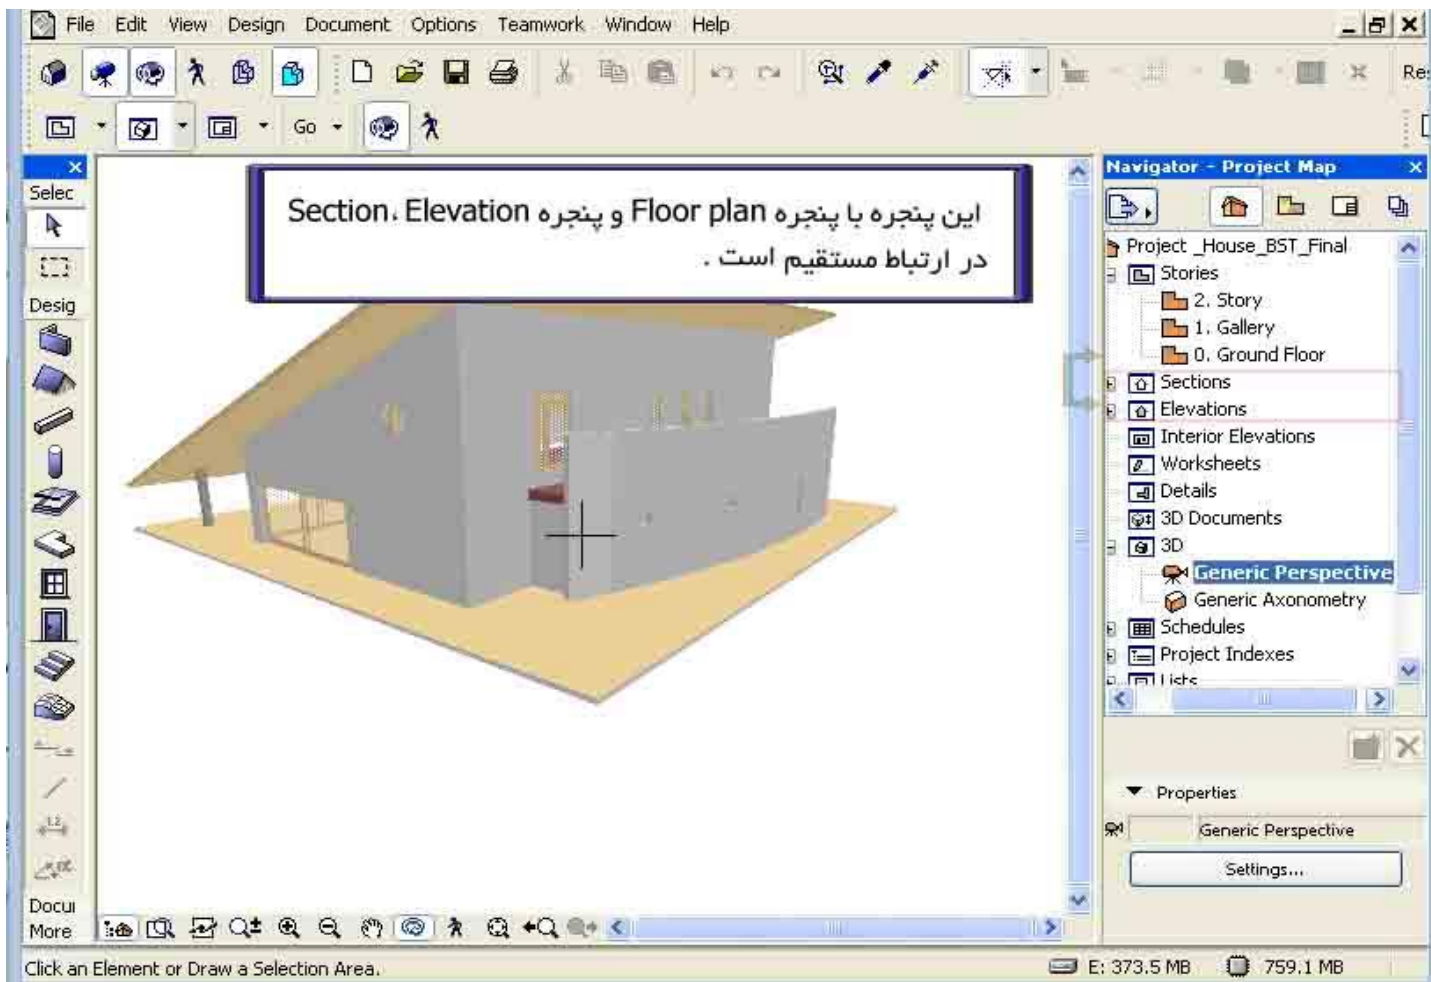 File Edit View Design Document Options Teamwork Window Help
Go
Selec
Desig
Docui
More
این پنجره با پنجره Floor plan و پنجره Section، Elevation
در ارتباط مستقیم است .
Navigator - Project Map
Project _House_BST_Final
Stories
2. Story
1. Gallery
0. Ground Floor
Sections
Elevations
Interior Elevations
Worksheets
Details
3D Documents
3D
Generic Perspective
Generic Axonometry
Schedules
Project Indexes
Lists
Properties
Generic Perspective
Settings...
Click an Element or Draw a Selection Area.
E: 373.5 MB 759.1 MB